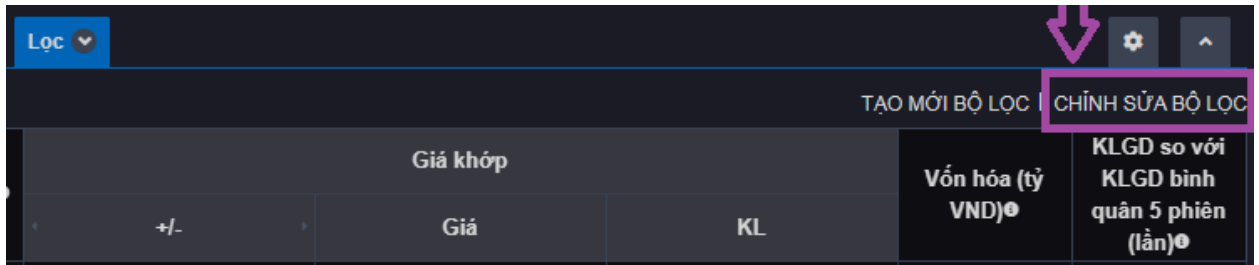 Lọc
TẠO MỚI BỘ LỌC | CHỈNH SỬA BỘ LỌC
Giá khớp
+/-
Giá
KL
Vốn hóa (tỷ
VND)
KLGD so với
KLGD bình
quân 5 phiên
(lần)